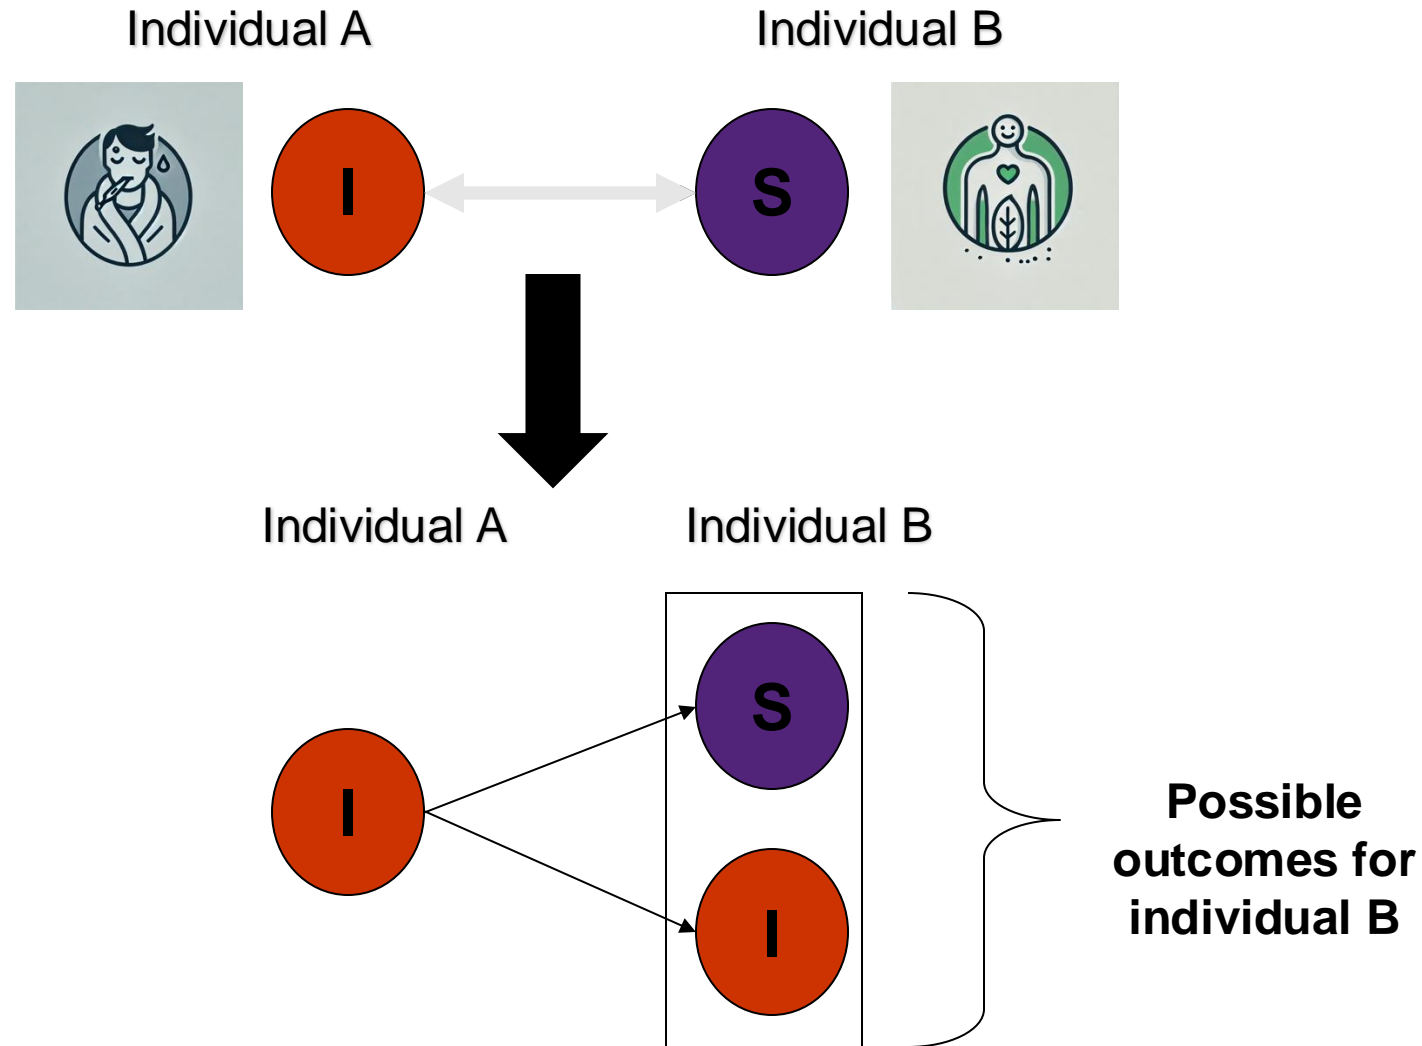 Individual A
Individual B
I
S
Individual A
Individual B
S
I
I
Possible
outcomes for
individual B